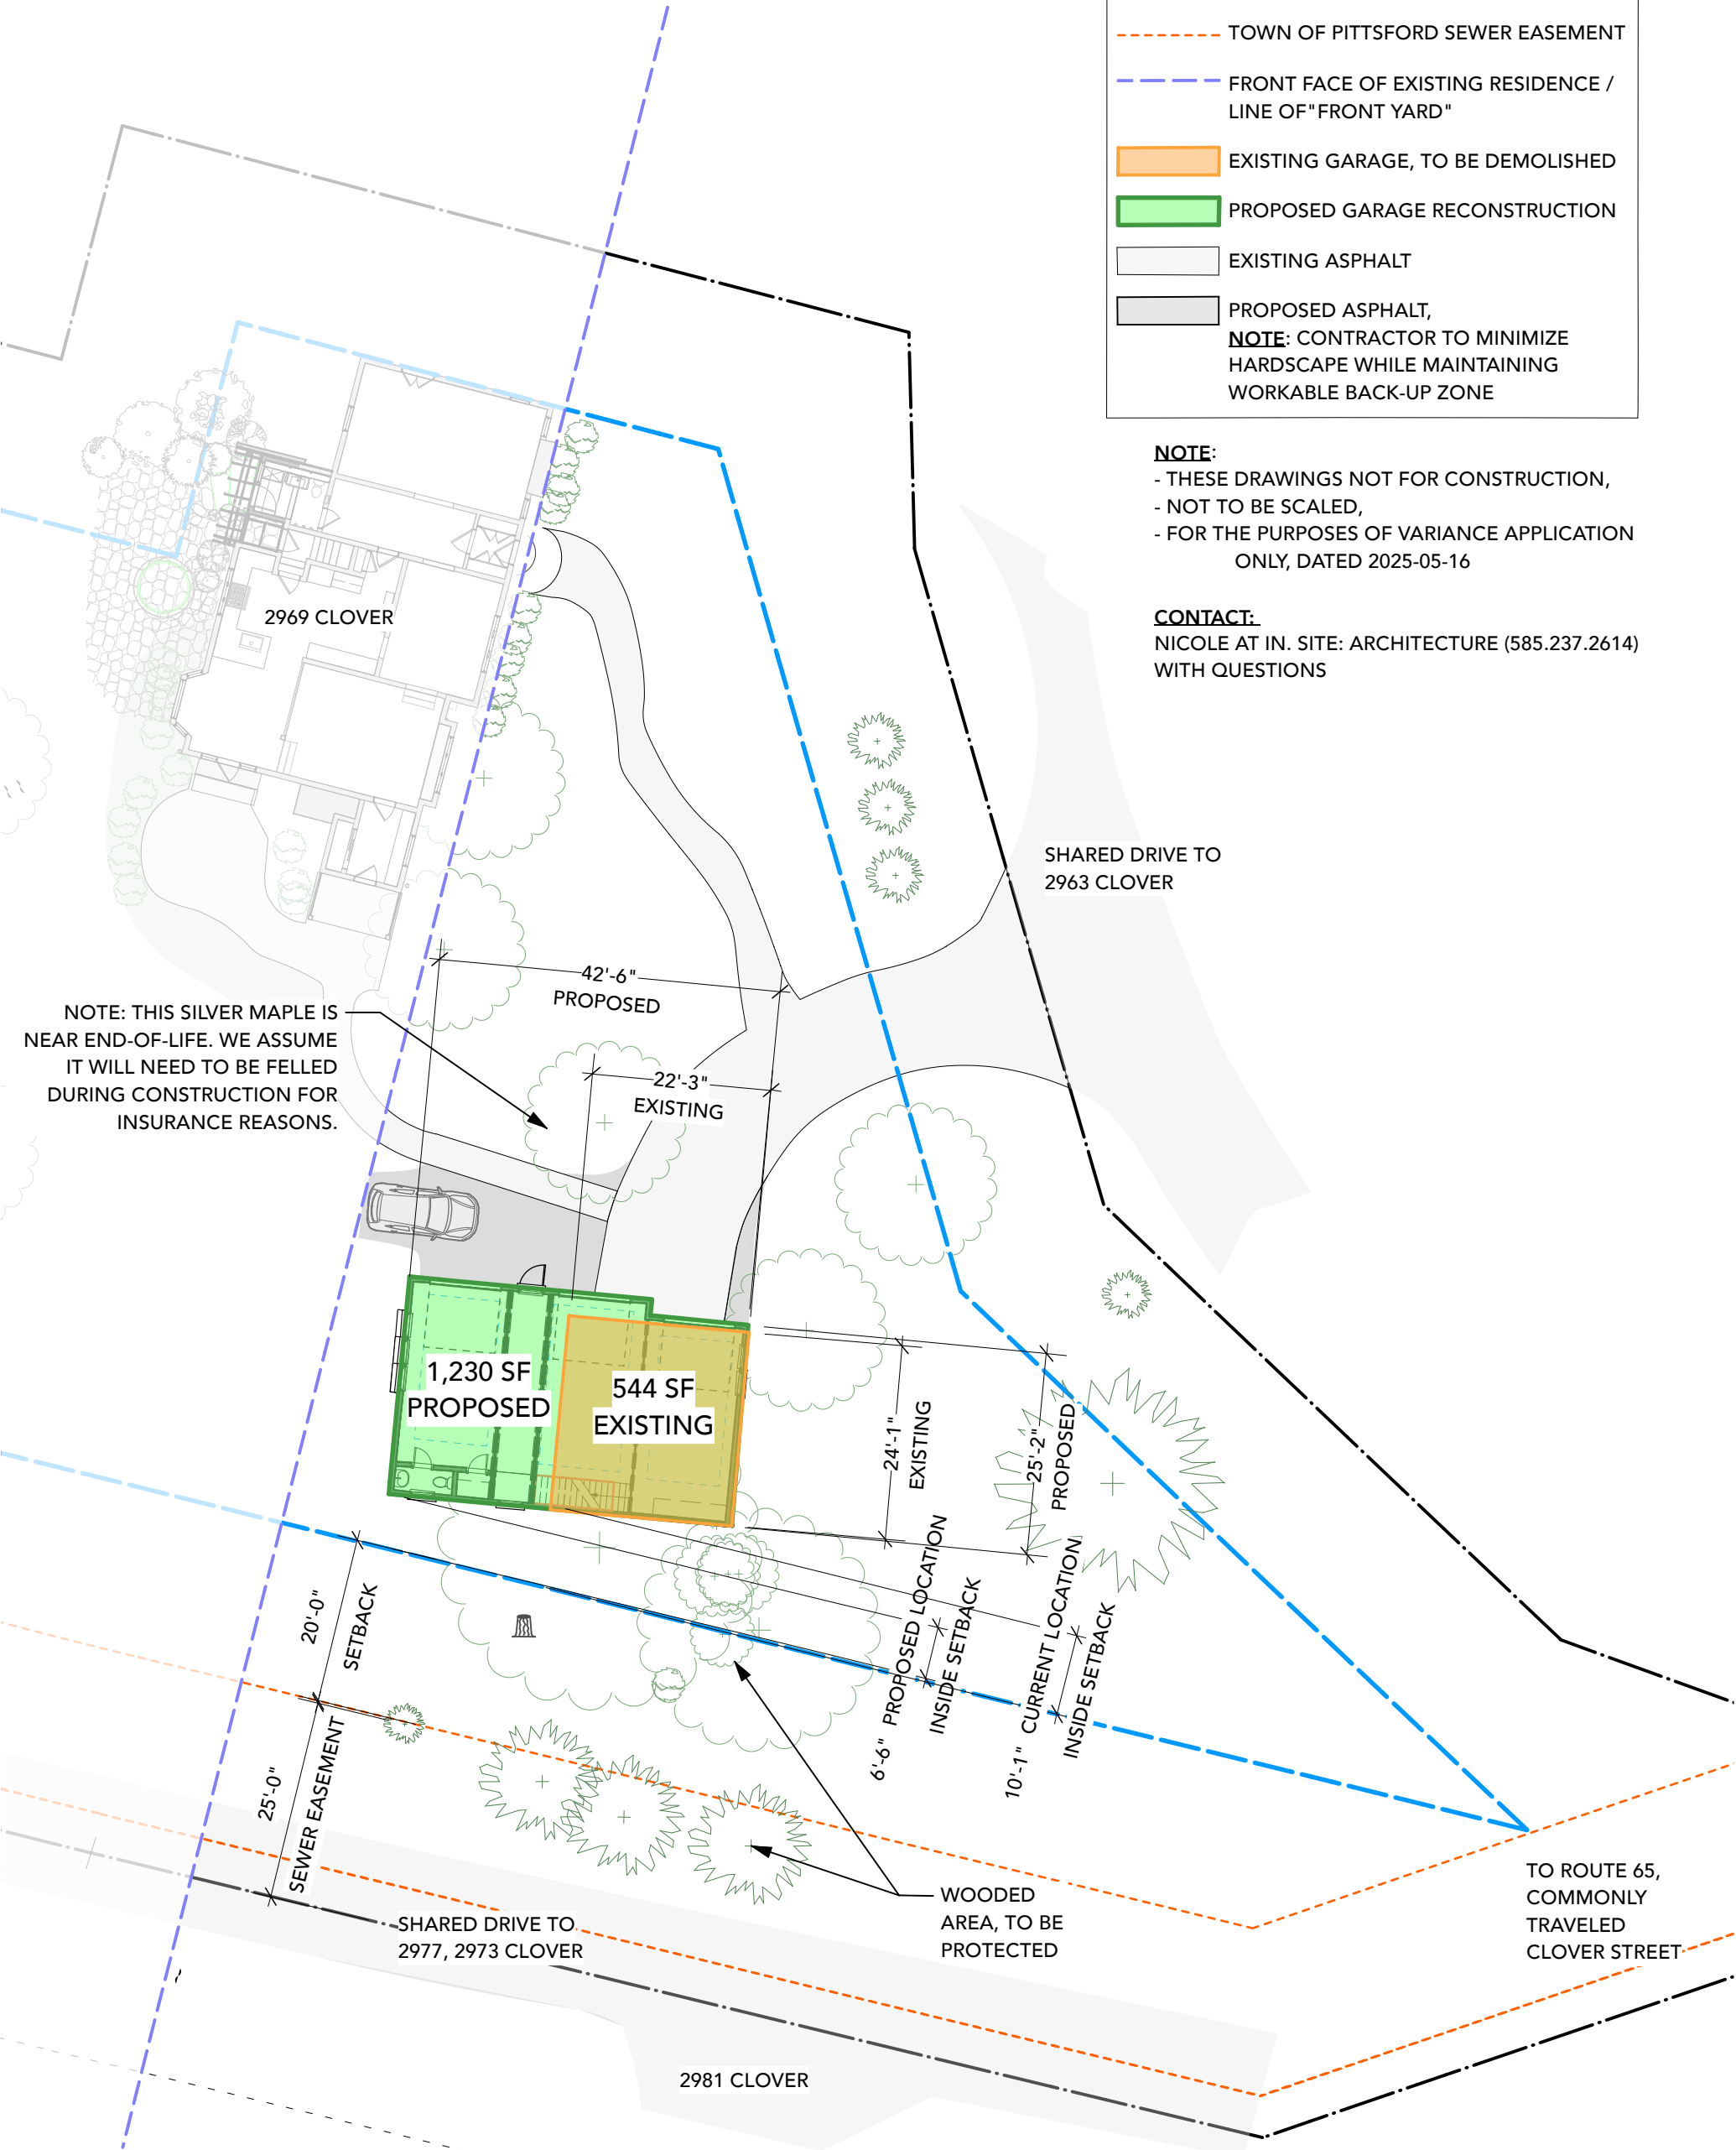 TOWN OF PITTSFORD SEWER EASEMENT
FRONT FACE OF EXISTING RESIDENCE /
LINE OF"FRONT YARD"
EXISTING GARAGE, TO BE DEMOLISHED
PROPOSED GARAGE RECONSTRUCTION
EXISTING ASPHALT
PROPOSED ASPHALT,
NOTE: CONTRACTOR TO MINIMIZE
HARDSCAPE WHILE MAINTAINING
WORKABLE BACK-UP ZONE
NOTE:
- THESE DRAWINGS NOT FOR CONSTRUCTION,
- NOT TO BE SCALED,
- FOR THE PURPOSES OF VARIANCE APPLICATION
ONLY, DATED 2025-05-16
CONTACT:
NICOLE AT IN. SITE: ARCHITECTURE (585.237.2614)
WITH QUESTIONS
2969 CLOVER
SHARED DRIVE TO
2963 CLOVER
42'-6"
PROPOSED
NOTE: THIS SILVER MAPLE IS
NEAR END-OF-LIFE. WE ASSUME
IT WILL NEED TO BE FELLED
DURING CONSTRUCTION FOR
INSURANCE REASONS.
22'-3"
EXISTING
1,230 SF
PROPOSED
544 SF
EXISTING
24'-1"
EXISTING
25'-2"
PROPOSED
20'-0"
SETBACK
25'-0"
SEWER EASEMENT
6'-6" PROPOSED LOCATION
INSIDE SETBACK
10'-1" CURRENT LOCATION
INSIDE SETBACK
WOODED
AREA, TO BE
PROTECTED
TO ROUTE 65,
COMMONLY
TRAVELED
CLOVER STREET
SHARED DRIVE TO
2977, 2973 CLOVER
2981 CLOVER